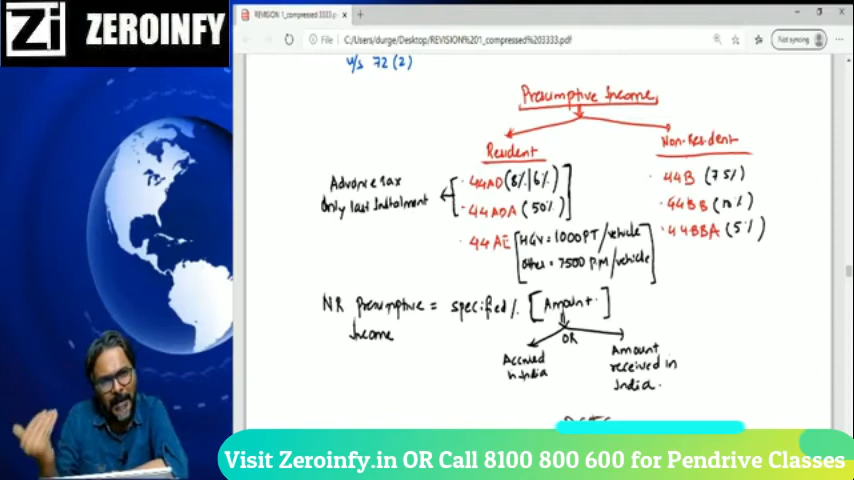 Zi ZEROINFY
REVISION 1_compressed 3333.pdf
File C:/Users/durge/Desktop/REVISION%201_compressed%203333.pdf
Not syncing
u/s 72 (2)
Presumptive Income
Resident
Non-Resident
44AD (8%|6%)
44B (7.5%)
Advance tax
Only last Instalment
44ADA (50%)
44BB (10%)
44BBA (5%)
44AE [HGV = 1000 PT/vehicle
other = 7500 P.M/vehicle]
NR Presumptive = specified % [Amount]
Income
OR
Accrued
in India
Amount
received in
India.
Visit Zeroinfy.in OR Call 8100 800 600 for Pendrive Classes